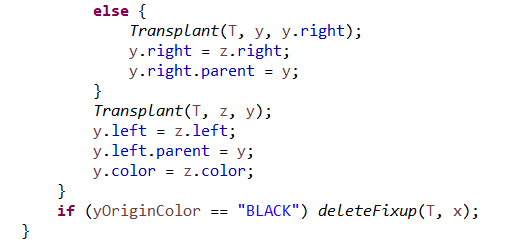 else {
Transplant(T, y, y.right);
y.right = z.right;
y.right.parent = y;
}
Transplant(T, z, y);
y.left = z.left;
y.left.parent = y;
y.color = z.color;
}
if (yOriginColor == "BLACK") deleteFixup(T, x);
}